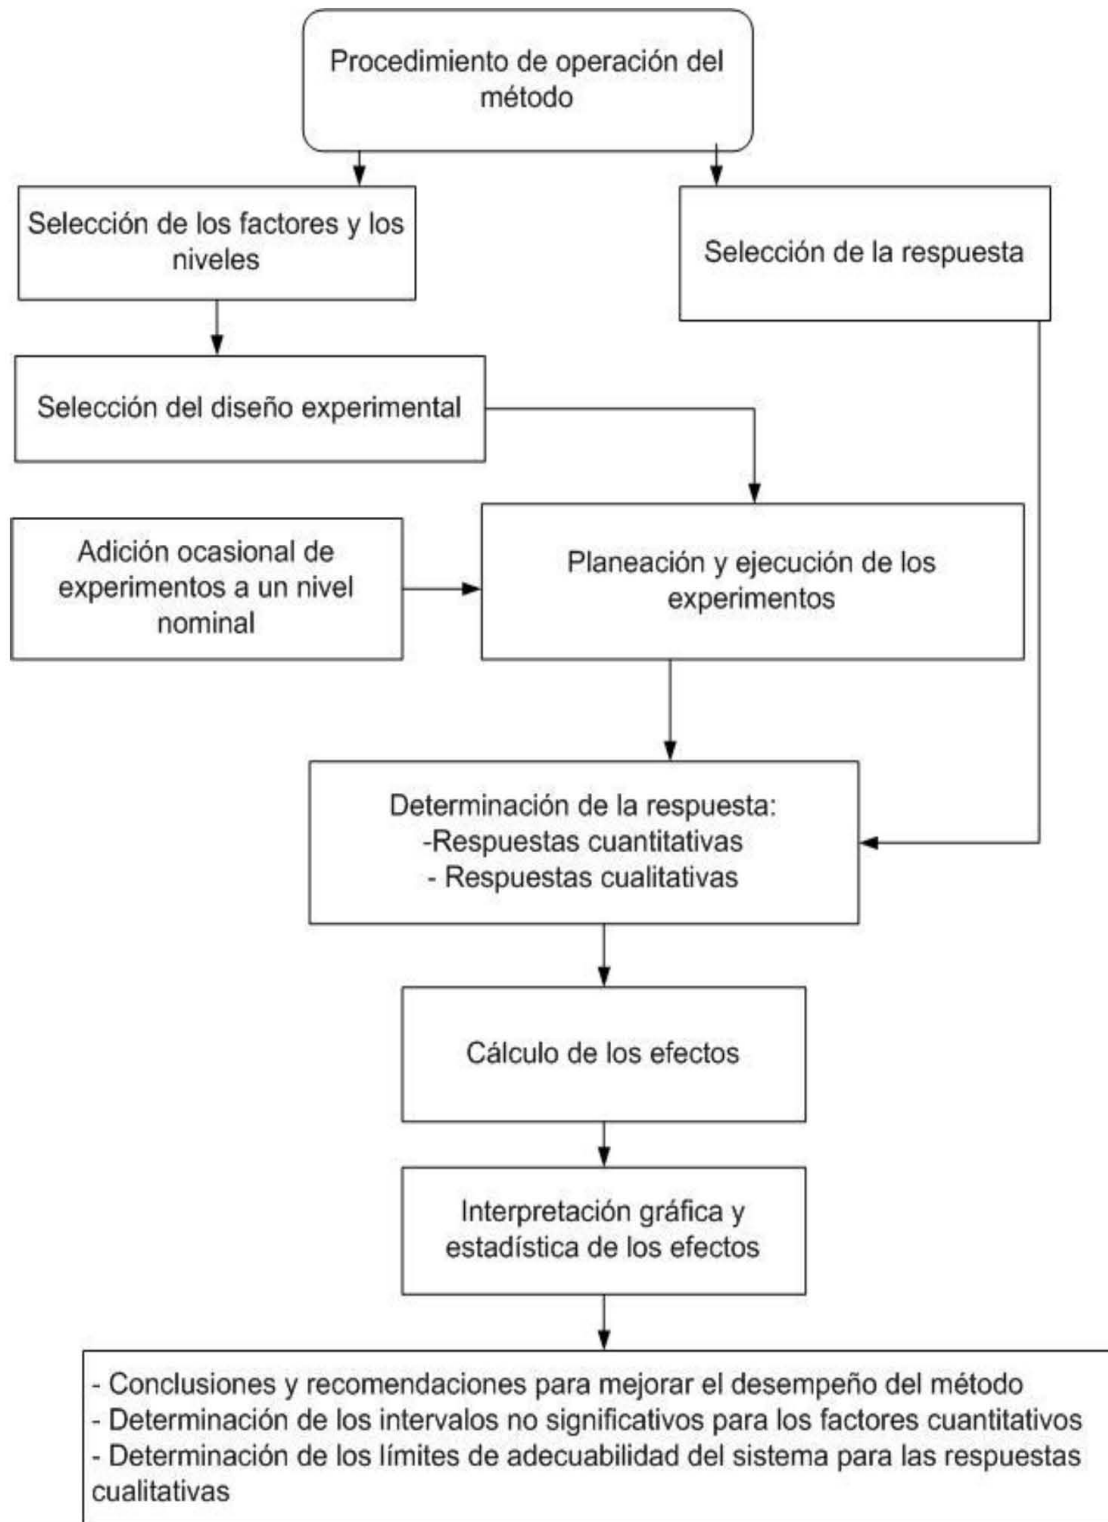 Procedimiento de operación del
método
Selección de los factores y los
niveles
Selección de la respuesta
Selección del diseño experimental
Adición ocasional de
experimentos a un nivel
nominal
Planeación y ejecución de los
experimentos
Determinación de la respuesta:
-Respuestas cuantitativas
- Respuestas cualitativas
Cálculo de los efectos
Interpretación gráfica y
estadística de los efectos
- Conclusiones y recomendaciones para mejorar el desempeño del método
- Determinación de los intervalos no significativos para los factores cuantitativos
- Determinación de los límites de adecuabilidad del sistema para las respuestas
cualitativas